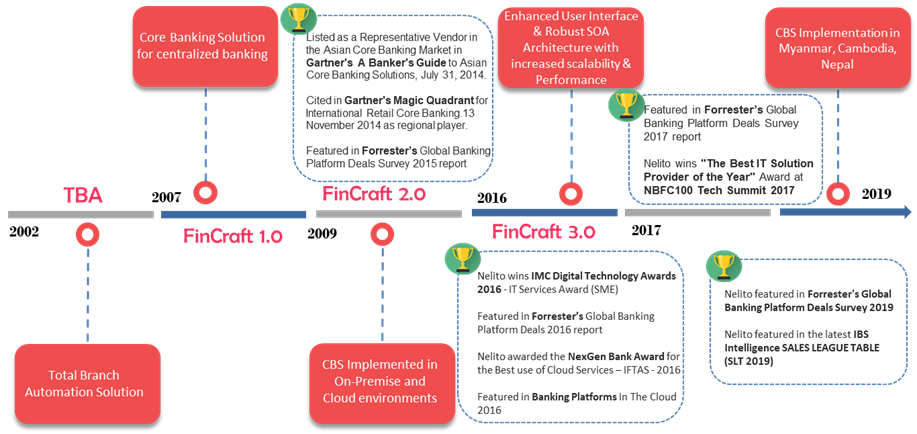 Core Banking Solution
for centralized banking
Listed as a Representative Vendor in
the Asian Core Banking Market in
Gartner's A Banker's Guide to Asian
Core Banking Solutions, July 31, 2014.
Cited in Gartner's Magic Quadrant for
International Retail Core Banking.13
November 2014 as regional player.
Featured in Forrester's Global Banking
Platform Deals Survey 2015 report
Enhanced User Interface
& Robust SOA
Architecture with
increased scalability &
Performance
Featured in Forrester's Global
Banking Platform Deals Survey
2017 report
Nelito wins "The Best IT Solution
Provider of the Year" Award at
NBFC100 Tech Summit 2017
CBS Implementation in
Myanmar, Cambodia,
Nepal
TBA
2007
FinCraft 2.0
2016
2019
2002
FinCraft 1.0
2009
FinCraft 3.0
2017
Total Branch
Automation Solution
CBS Implemented in
On-Premise and
Cloud environments
Nelito wins IMC Digital Technology Awards
2016 - IT Services Award (SME)
Featured in Forrester's Global Banking
Platform Deals 2016 report
Nelito awarded the NexGen Bank Award for
the Best use of Cloud Services – IFTAS - 2016
Featured in Banking Platforms In The Cloud
2016
Nelito featured in Forrester's Global
Banking Platform Deals Survey 2019
Nelito featured in the latest IBS
Intelligence SALES LEAGUE TABLE
(SLT 2019)